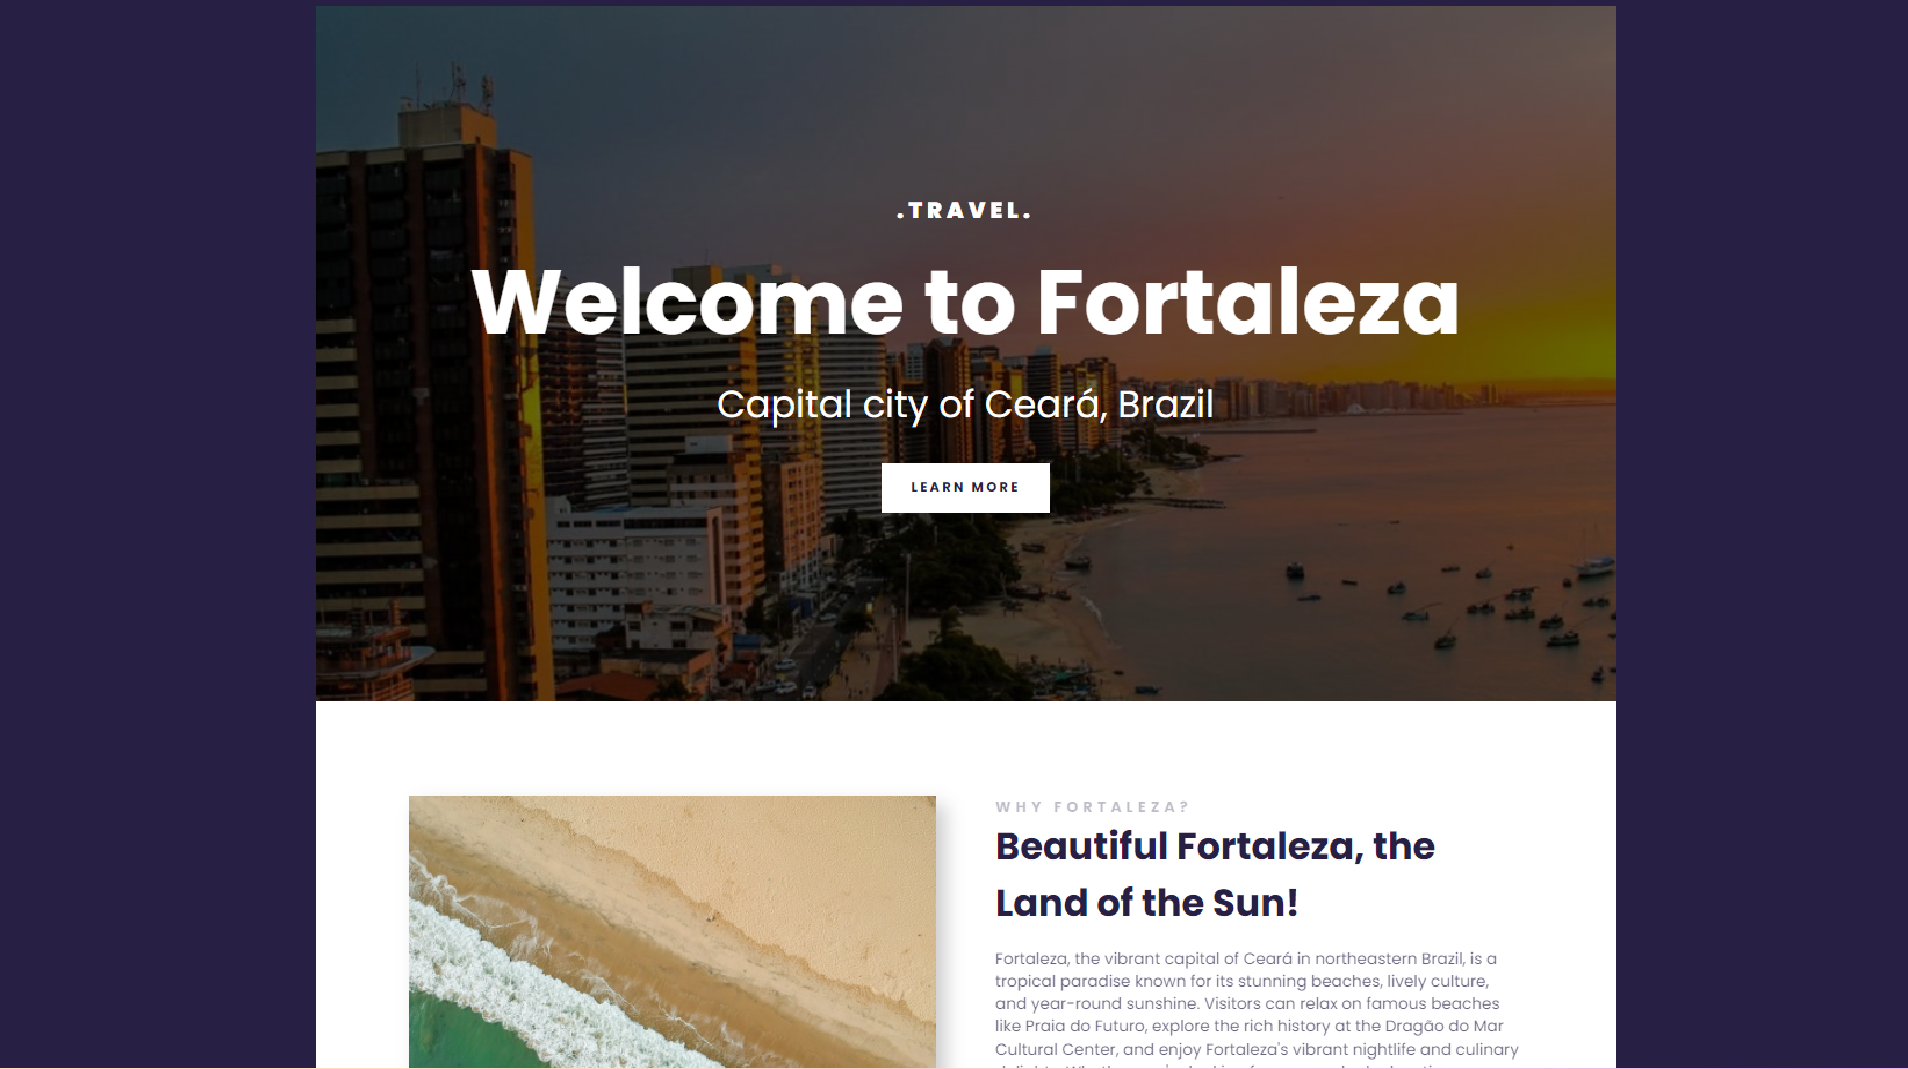 .TRAVEL.
Welcome to Fortaleza
Capital city of Ceará, Brazil
LEARN MORE
WHY FORTALEZA?
Beautiful Fortaleza, the
Land of the Sun!
Fortaleza, the vibrant capital of Ceará in northeastern Brazil, is a
tropical paradise known for its stunning beaches, lively culture,
and year-round sunshine. Visitors can relax on famous beaches
like Praia do Futuro, explore the rich history at the Dragão do Mar
Cultural Center, and enjoy Fortaleza's vibrant nightlife and culinary